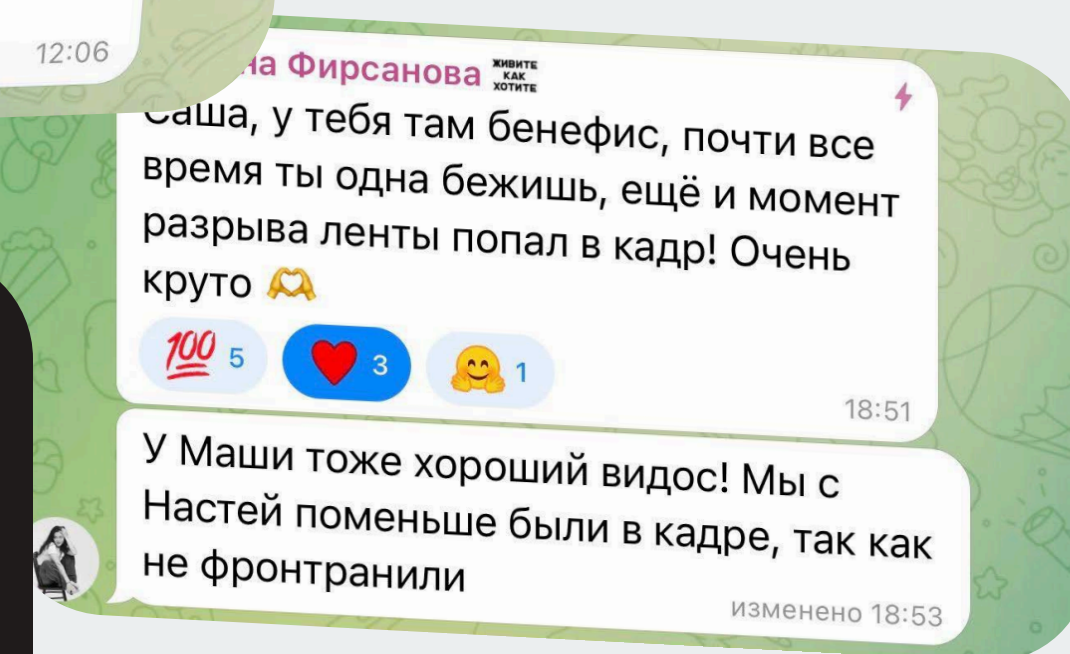 12:06
на Фирсанова ЖИВИТЕ КАК ХОТИТЕ
Саша, у тебя там бенефис, почти все
время ты одна бежишь, ещё и момент
разрыва ленты попал в кадр! Очень
круто 🫶
💯 5 ❤️ 3 🤗 1
18:51
У Маши тоже хороший видос! Мы с
Настей поменьше были в кадре, так как
не фронтранили
изменено 18:53